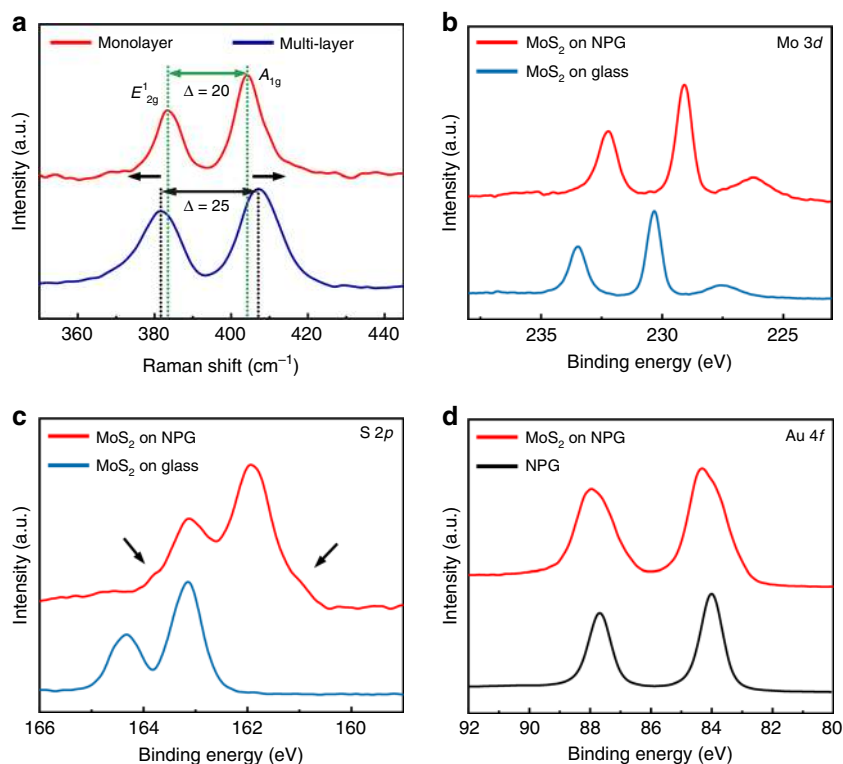 a
Monolayer
Multi-layer
E¹₂g
Δ = 20
A₁g
Δ = 25
Intensity (a.u.)
360 380 400 420 440
Raman shift (cm⁻¹)
b
MoS₂ on NPG
MoS₂ on glass
Mo 3d
Intensity (a.u.)
235 230 225
Binding energy (eV)
c
MoS₂ on NPG
MoS₂ on glass
S 2p
Intensity (a.u.)
166 164 162 160
Binding energy (eV)
d
MoS₂ on NPG
NPG
Au 4f
Intensity (a.u.)
92 90 88 86 84 82 80
Binding energy (eV)